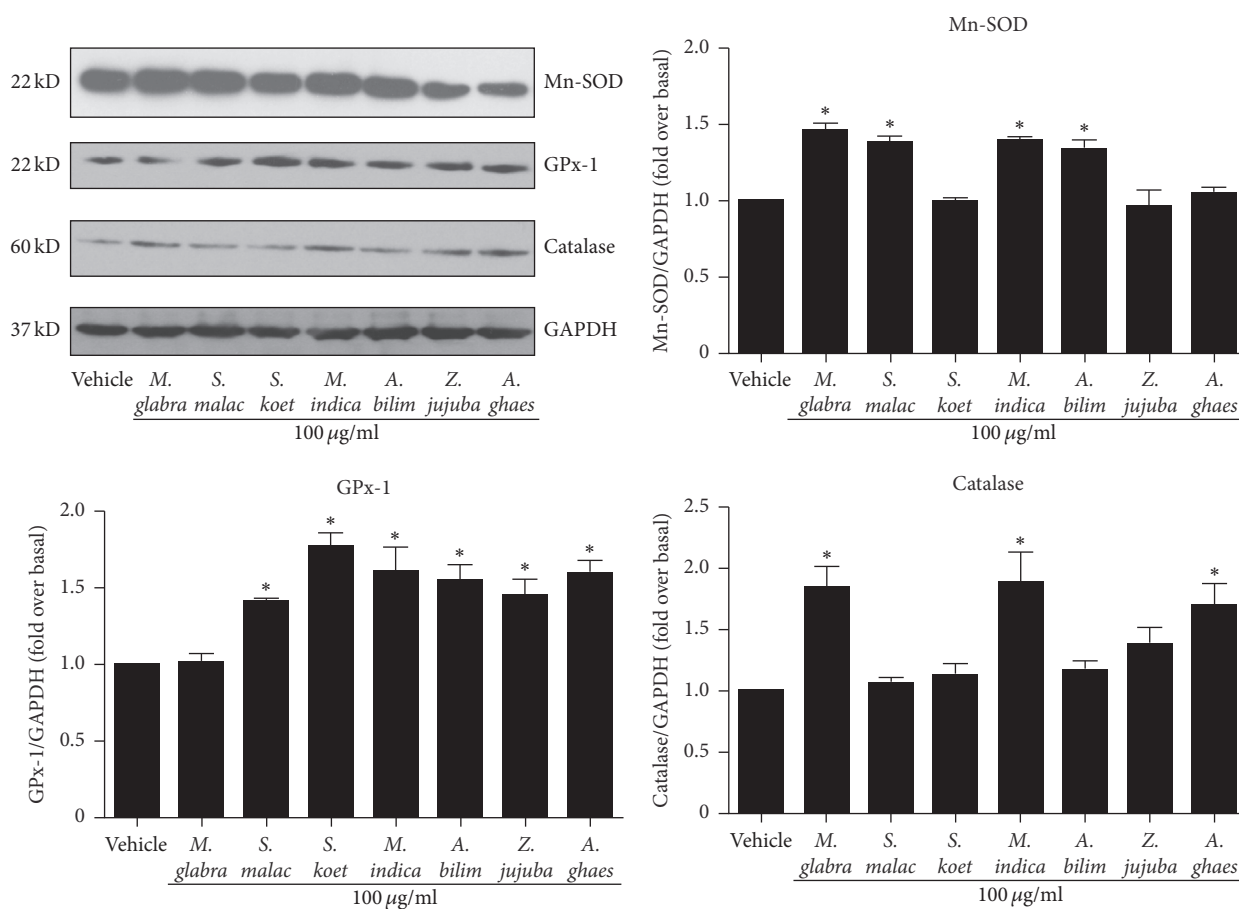 22 kD
Mn-SOD
22 kD
GPx-1
60 kD
Catalase
37 kD
GAPDH
Vehicle M. S. S. M. A. Z. A.
glabra malac koet indica bilim jujuba ghaes
100 μg/ml
Mn-SOD
Mn-SOD/GAPDH (fold over basal)
2.0
1.5
1.0
0.5
0
* * * *
Vehicle M. S. S. M. A. Z. A.
glabra malac koet indica bilim jujuba ghaes
100 μg/ml
GPx-1
GPx-1/GAPDH (fold over basal)
2.0
1.5
1.0
0.5
0
* * * * * *
Vehicle M. S. S. M. A. Z. A.
glabra malac koet indica bilim jujuba ghaes
100 μg/ml
Catalase
Catalase/GAPDH (fold over basal)
2.5
2.0
1.5
1.0
0.5
0
* * *
Vehicle M. S. S. M. A. Z. A.
glabra malac koet indica bilim jujuba ghaes
100 μg/ml